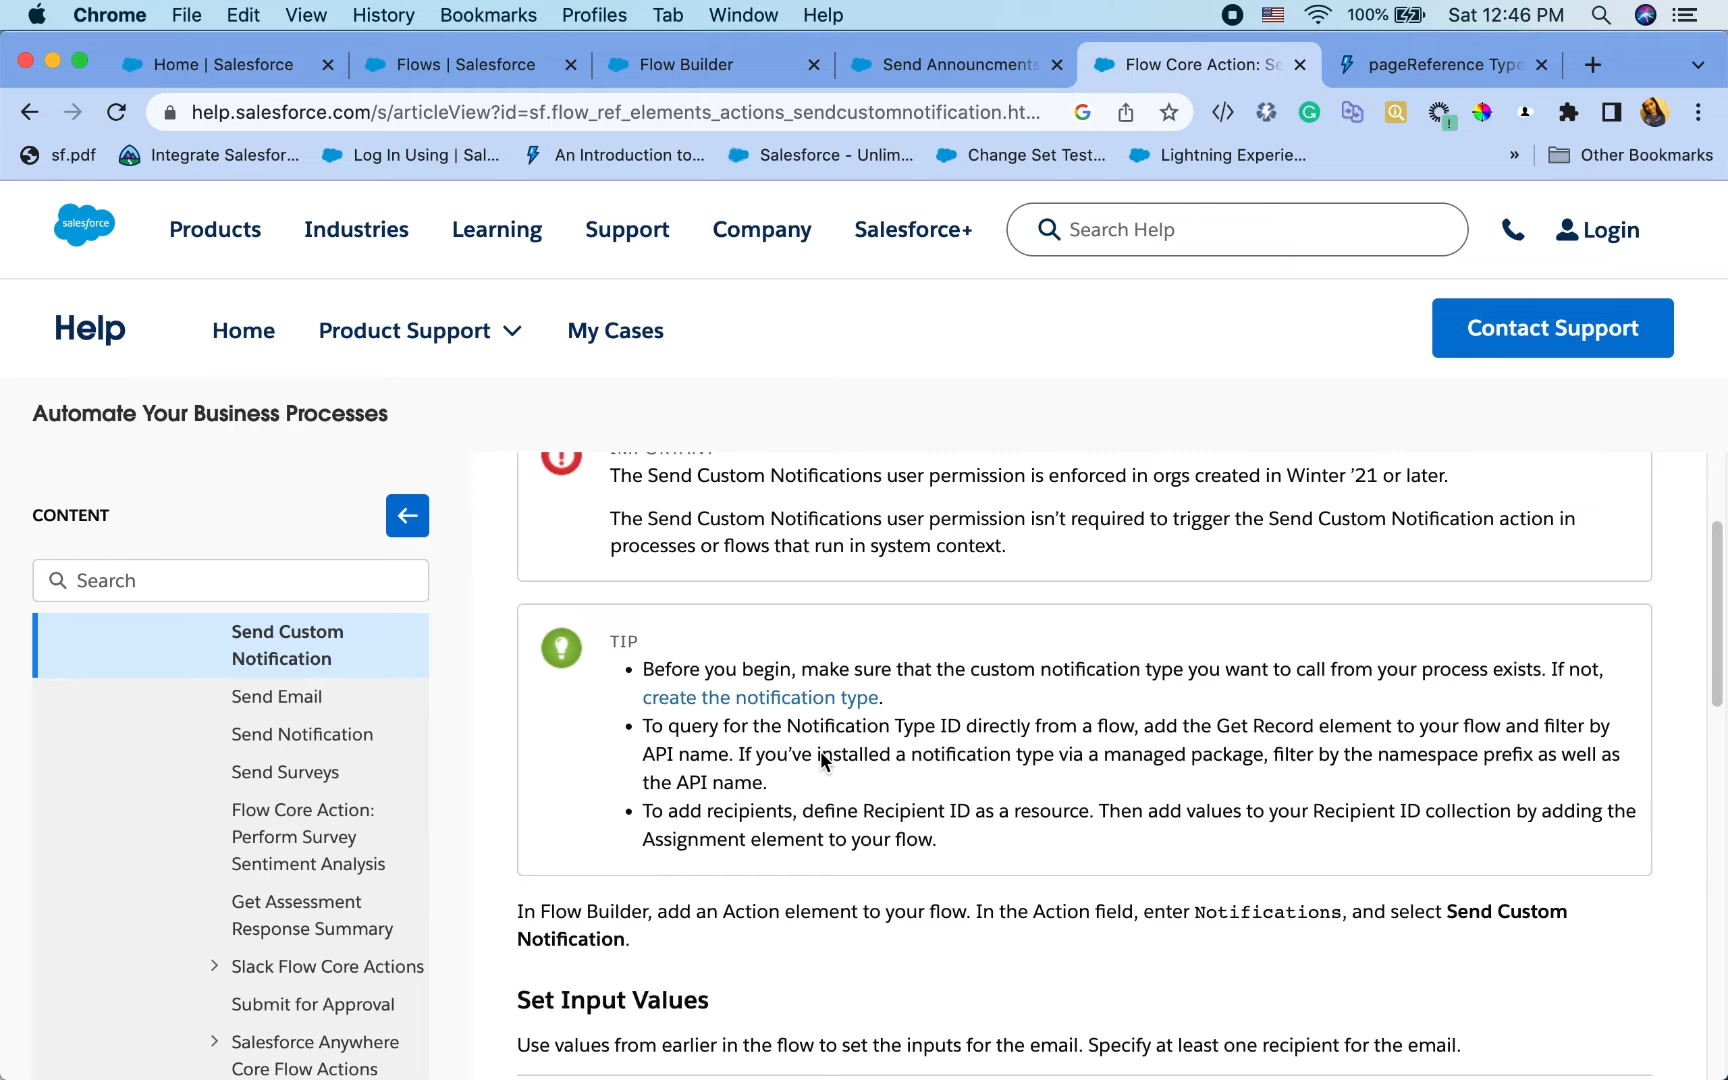 Chrome File Edit View History Bookmarks Profiles Tab Window Help 100% Sat 12:46 PM
Home | Salesforce Flows | Salesforce Flow Builder Send Announcments Flow Core Action: Se pageReference Type
help.salesforce.com/s/articleView?id=sf.flow_ref_elements_actions_sendcustomnotification.ht...
sf.pdf Integrate Salesfor... Log In Using | Sal... An Introduction to... Salesforce - Unlim... Change Set Test... Lightning Experie... » Other Bookmarks
salesforce Products Industries Learning Support Company Salesforce+ Search Help Login
Help Home Product Support My Cases Contact Support
Automate Your Business Processes
CONTENT
Search
Send Custom
Notification
Send Email
Send Notification
Send Surveys
Flow Core Action:
Perform Survey
Sentiment Analysis
Get Assessment
Response Summary
Slack Flow Core Actions
Submit for Approval
Salesforce Anywhere
Core Flow Actions
The Send Custom Notifications user permission is enforced in orgs created in Winter ’21 or later.
The Send Custom Notifications user permission isn’t required to trigger the Send Custom Notification action in
processes or flows that run in system context.
TIP
• Before you begin, make sure that the custom notification type you want to call from your process exists. If not,
create the notification type.
• To query for the Notification Type ID directly from a flow, add the Get Record element to your flow and filter by
API name. If you’ve installed a notification type via a managed package, filter by the namespace prefix as well as
the API name.
• To add recipients, define Recipient ID as a resource. Then add values to your Recipient ID collection by adding the
Assignment element to your flow.
In Flow Builder, add an Action element to your flow. In the Action field, enter Notifications, and select Send Custom
Notification.
Set Input Values
Use values from earlier in the flow to set the inputs for the email. Specify at least one recipient for the email.